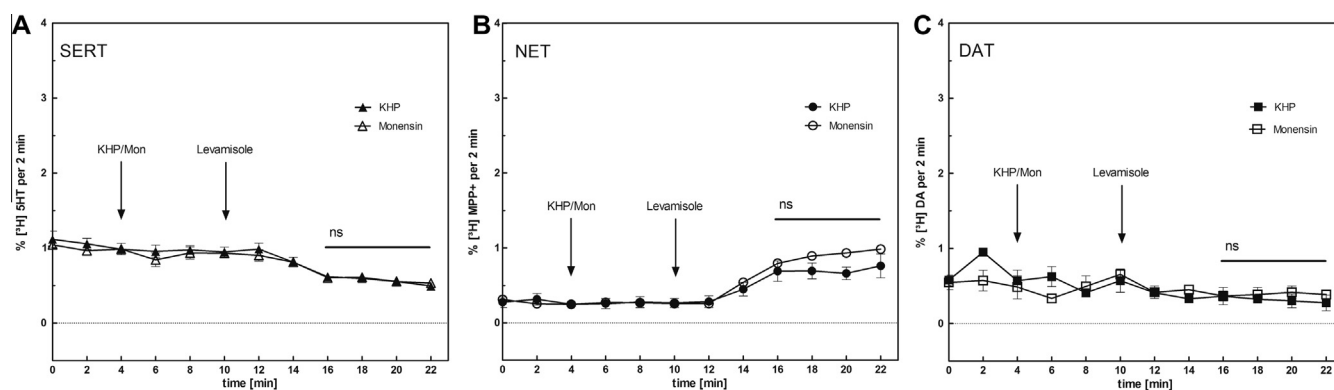 A
SERT
% [³H] 5HT per 2 min
4
3
2
1
0
KHP
Monensin
KHP/Mon
Levamisole
ns
0 2 4 6 8 10 12 14 16 18 20 22
time [min]
B
NET
% [³H] MPP+ per 2 min
4
3
2
1
0
KHP
Monensin
KHP/Mon
Levamisole
ns
0 2 4 6 8 10 12 14 16 18 20 22
time [min]
C
DAT
% [³H] DA per 2 min
4
3
2
1
0
KHP
Monensin
KHP/Mon
Levamisole
ns
0 2 4 6 8 10 12 14 16 18 20 22
time [min]